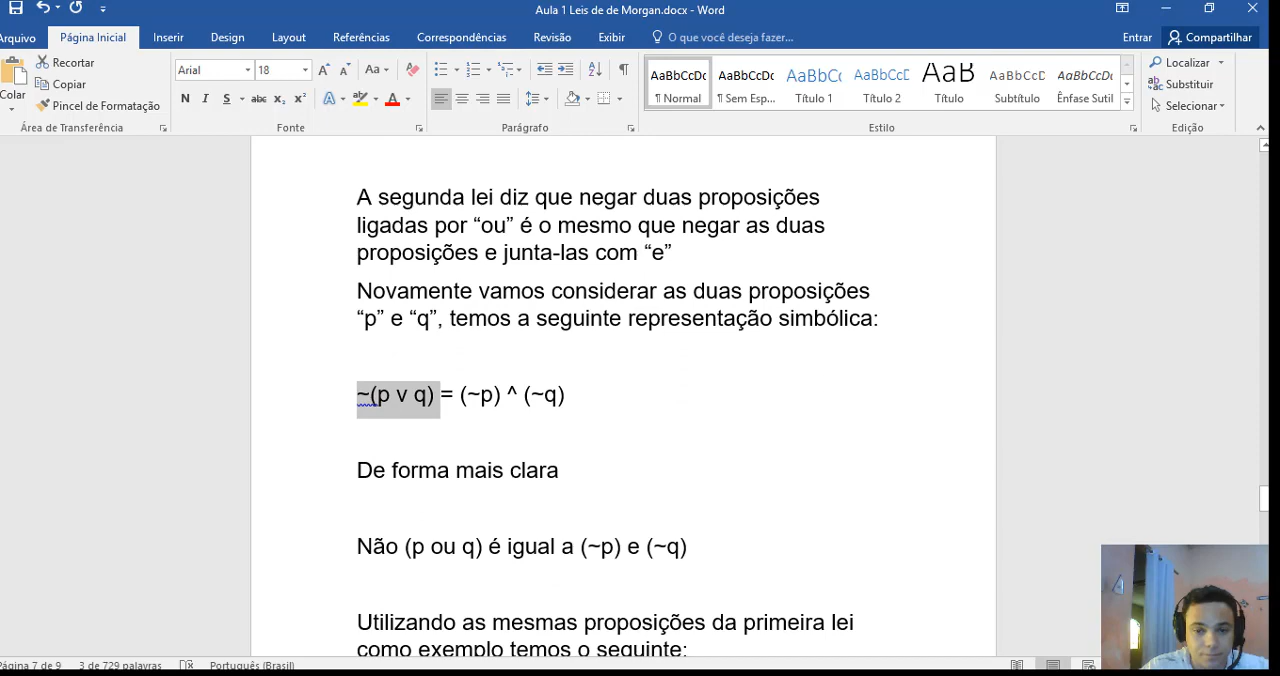 Aula 1 Leis de de Morgan.docx - Word
Arquivo Página Inicial Inserir Design Layout Referências Correspondências Revisão Exibir O que você deseja fazer... Entrar Compartilhar
Colar
Recortar
Copiar
Pincel de Formatação
Área de Transferência
Arial 18 Aa
N I S abc x₂ x² A A
Fonte
Parágrafo
AaBbCcDc AaBbCcDc AaBbC AaBbCcD AaB AaBbCcD AaBbCcDc
¶ Normal ¶ Sem Esp... Título 1 Título 2 Título Subtítulo Ênfase Sutil
Estilo
Localizar
Substituir
Selecionar
Edição
A segunda lei diz que negar duas proposições
ligadas por “ou” é o mesmo que negar as duas
proposições e junta-las com “e”
Novamente vamos considerar as duas proposições
“p” e “q”, temos a seguinte representação simbólica:
~(p v q) = (~p) ^ (~q)
De forma mais clara
Não (p ou q) é igual a (~p) e (~q)
Utilizando as mesmas proposições da primeira lei
como exemplo temos o seguinte:
Página 7 de 9 3 de 729 palavras Português (Brasil)